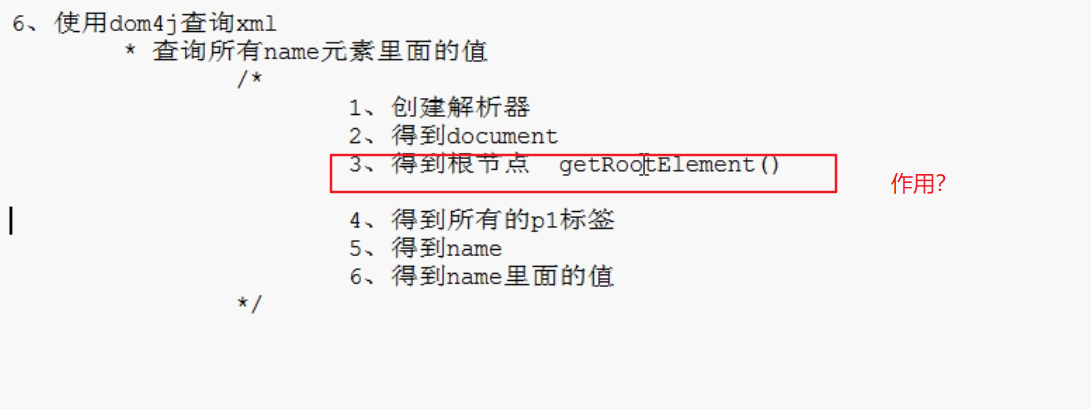 6、使用dom4j查询xml
* 查询所有name元素里面的值
/*
1、创建解析器
2、得到document
3、得到根节点 getRootElement()
作用?
4、得到所有的p1标签
5、得到name
6、得到name里面的值
*/